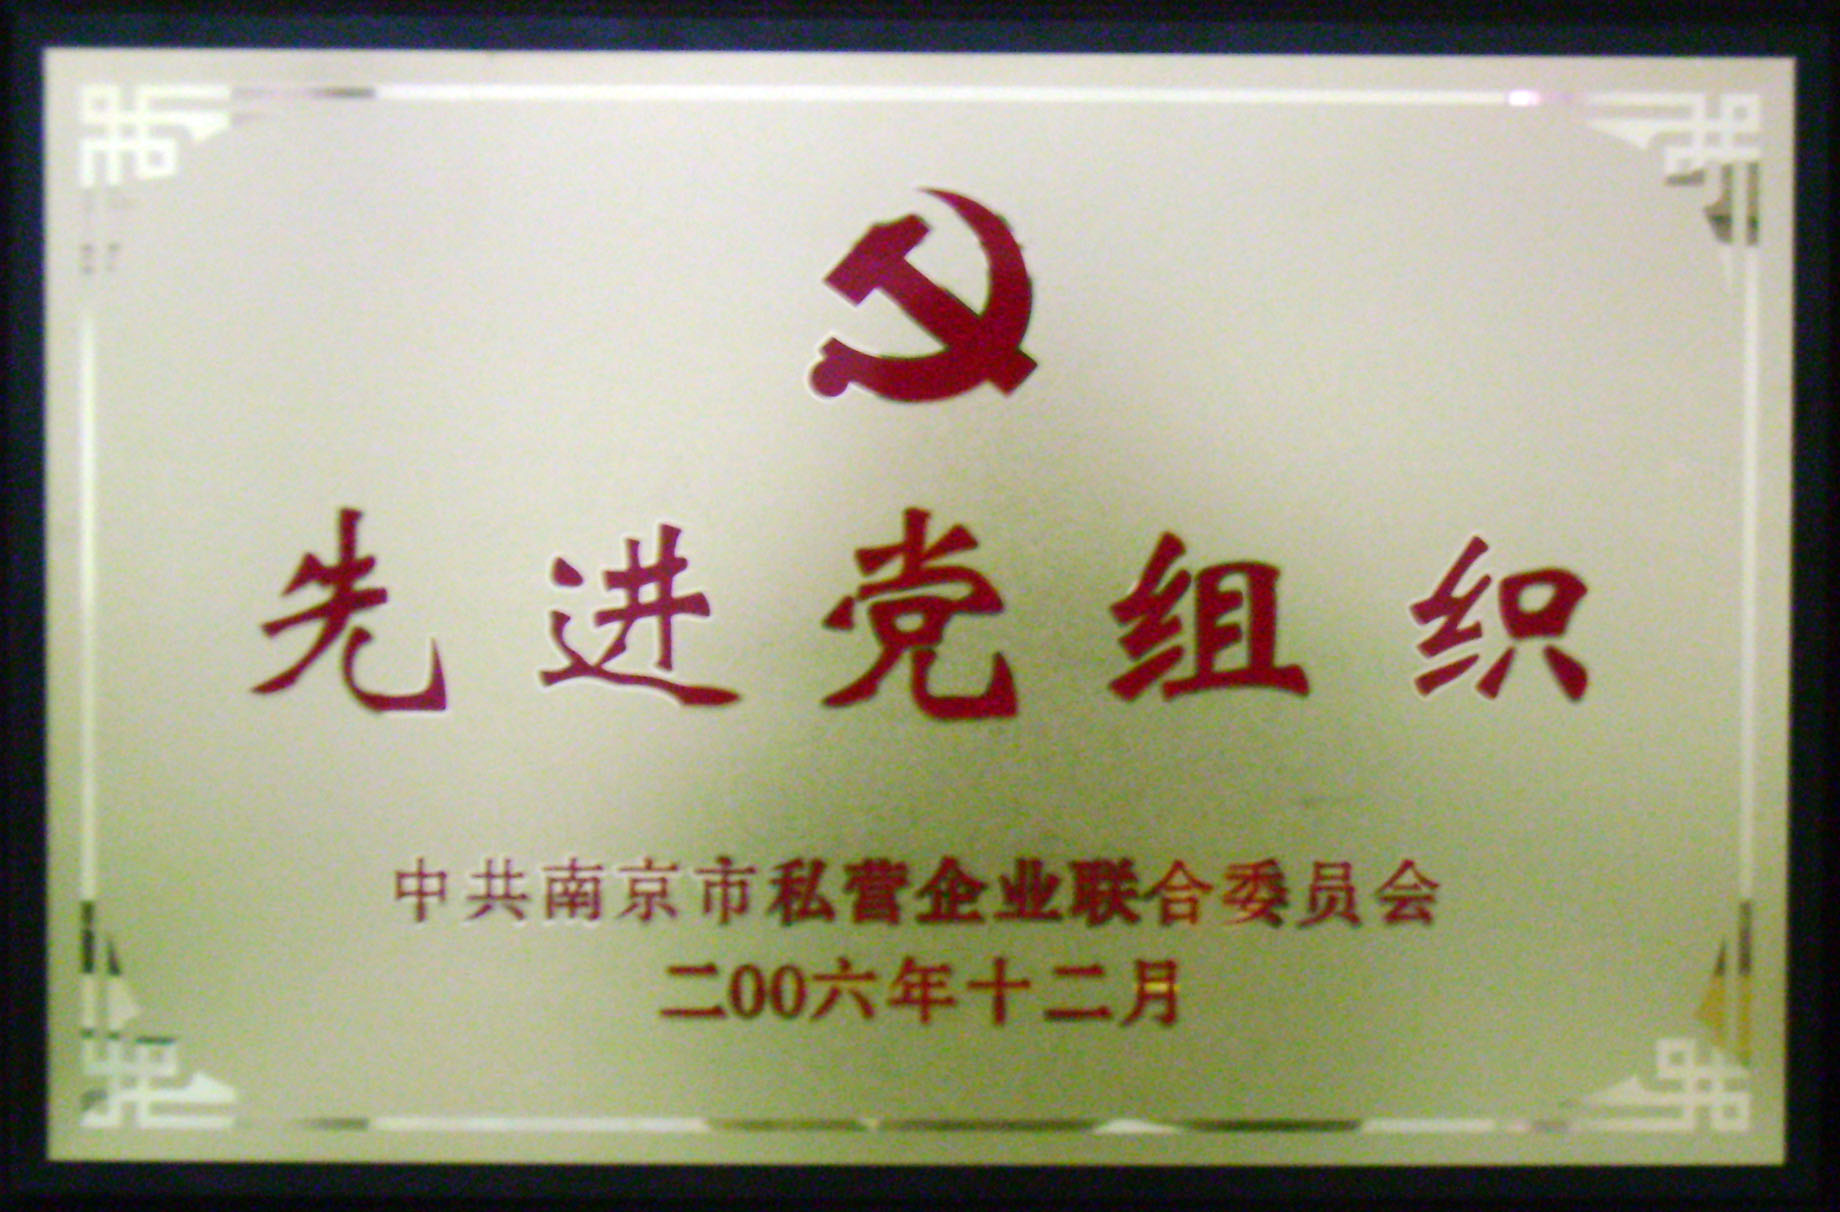 先进党组织
中共南京市私营企业联合委员会
二00六年十二月